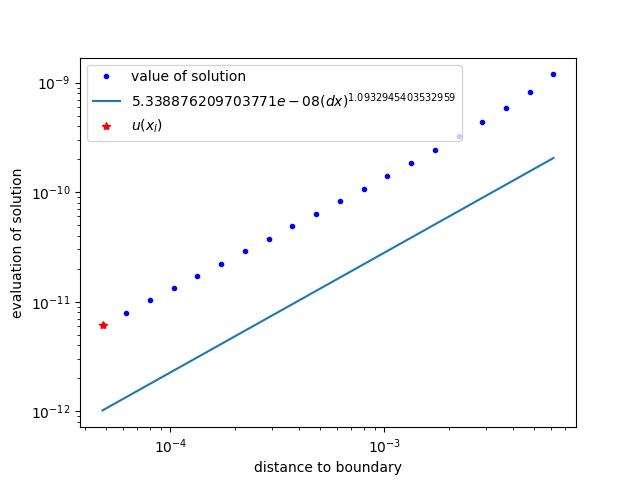 value of solution
5.338876209703771e − 08(dx)^1.0932945403532959
u(x_l)
10^−9
10^−10
10^−11
10^−12
evaluation of solution
10^−4
10^−3
distance to boundary